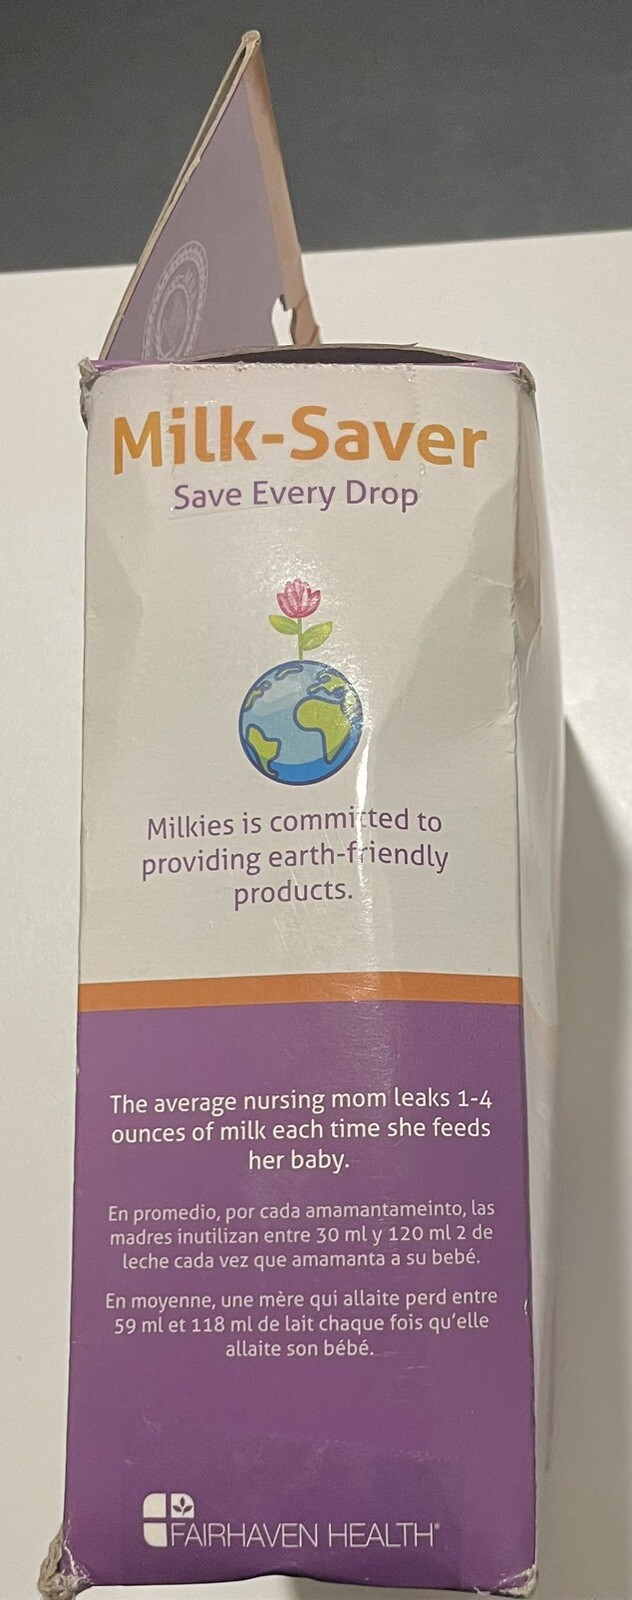 Milk-Saver
Save Every Drop
Milkies is committed to
providing earth-friendly
products.
The average nursing mom leaks 1-4
ounces of milk each time she feeds
her baby.
En promedio, por cada amamantameinto, las
madres inutilizan entre 30 ml y 120 ml 2 de
leche cada vez que amamanta a su bebé.
En moyenne, une mère qui allaite perd entre
59 ml et 118 ml de lait chaque fois qu'elle
allaite son bébé.
FAIRHAVEN HEALTH®